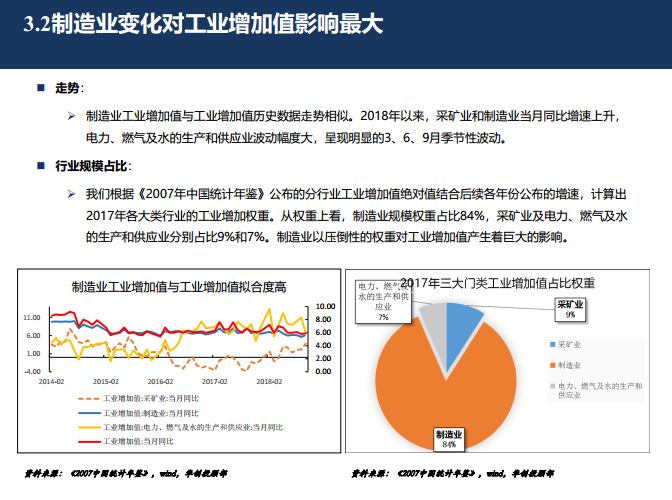 3.2制造业变化对工业增加值影响最大
走势：
制造业工业增加值与工业增加值历史数据走势相似。2018年以来，采矿业和制造业当月同比增速上升，
电力、燃气及水的生产和供应业波动幅度大，呈现明显的3、6、9月季节性波动。
行业规模占比：
我们根据《2007年中国统计年鉴》公布的分行业工业增加值绝对值结合后续各年份公布的增速，计算出
2017年各大类行业的工业增加权重。从权重上看，制造业规模权重占比84%，采矿业及电力、燃气及水
的生产和供应业分别占比9%和7%。制造业以压倒性的权重对工业增加值产生着巨大的影响。
制造业工业增加值与工业增加值拟合度高
11.00
6.00
1.00
-4.00
10.00
8.00
6.00
4.00
2.00
0.00
2014-02 2015-02 2016-02 2017-02 2018-02
工业增加值:采矿业:当月同比
工业增加值:制造业:当月同比
工业增加值:电力、燃气及水的生产和供应业:当月同比
工业增加值:当月同比
2017年三大门类工业增加值占比权重
电力、燃气及
水的生产和供
应业
7%
采矿业
9%
制造业
84%
采矿业
制造业
电力、燃气及水的生产和
供应业
资料来源：《2007中国统计年鉴》，wind，华创投顾部
资料来源：《2007中国统计年鉴》，wind，华创投顾部